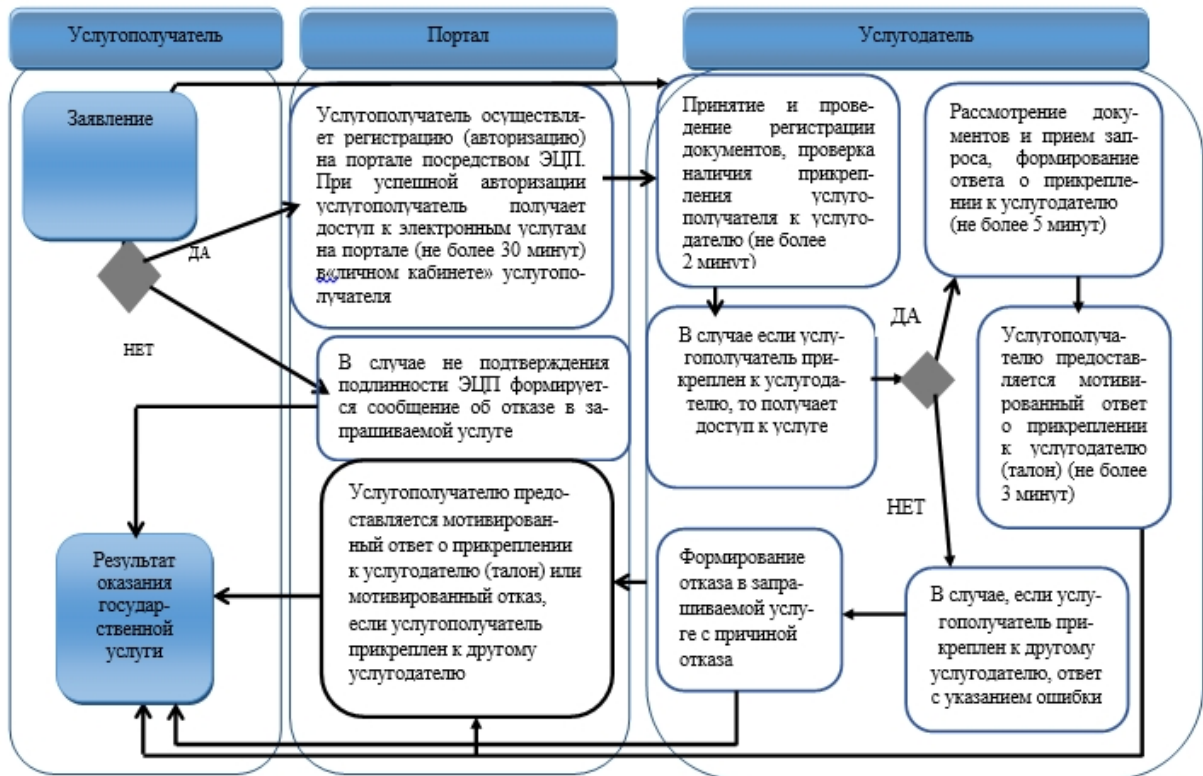 Услугополучатель
Портал
Услугодатель
Заявление
ДА
НЕТ
Результат
оказания
государ-
ственной
услуги
Услугополучатель осуществля-
ет регистрацию (авторизацию)
на портале посредством ЭЦП.
При успешной авторизации
услугополучатель получает
доступ к электронным услугам
на портале (не более 30 минут)
в«личном кабинете» услугопо-
лучателя
В случае не подтверждения
подлинности ЭЦП формирует-
ся сообщение об отказе в за-
прашиваемой услуге
Услугополучателю предо-
ставляется мотивирован-
ный ответ о прикреплении
к услугодателю (талон) или
мотивированный отказ,
если услугополучатель
прикреплен к другому
услугодателю
Принятие и прове-
дение регистрации
документов, проверка
наличия прикреп-
ления услуго-
получателя к услуго-
дателю (не более
2 минут)
В случае если услу-
гополучатель при-
креплен к услугода-
телю, то получает
доступ к услуге
ДА
НЕТ
Рассмотрение доку-
ментов и прием зап-
роса, формирование
ответа о прикрепле-
нии к услугодателю
(не более 5 минут)
Услугополуча-
телю предостав-
ляется мотиви-
рованный ответ
о прикреплении
к услугодателю
(талон) (не более
3 минут)
Формирование
отказа в запра-
шиваемой услу-
ге с причиной
отказа
В случае, если услу-
гополучатель при-
креплен к другому
услугодателю, ответ
с указанием ошибки